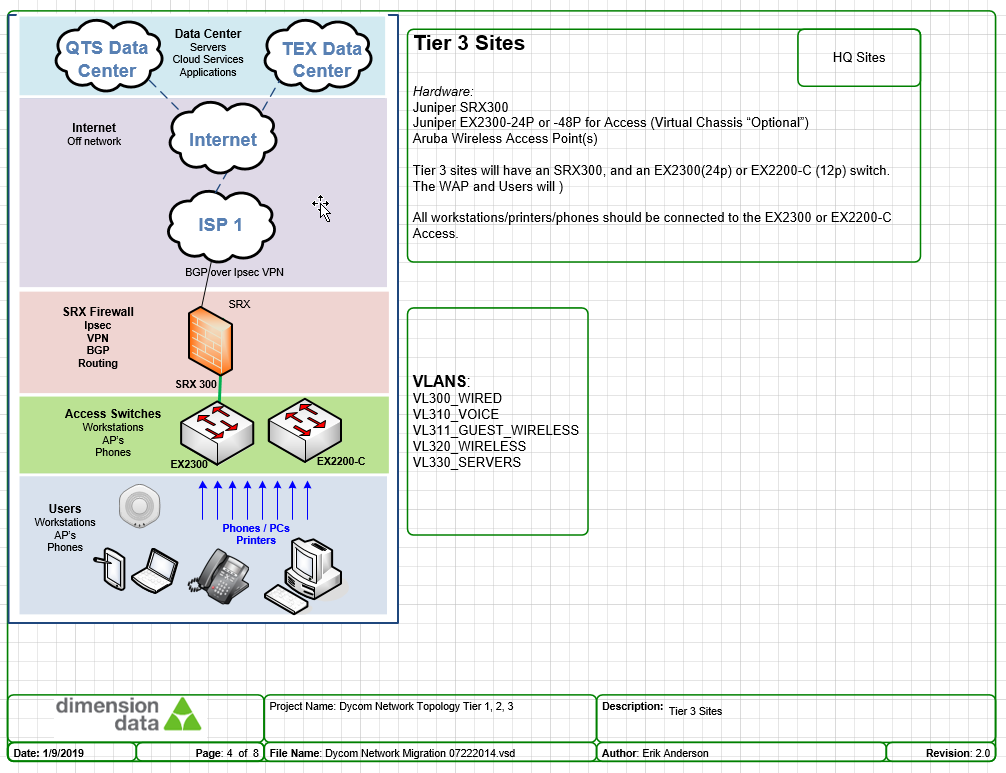 QTS Data
Center
Data Center
Servers
Cloud Services
Applications
TEX Data
Center
Internet
Off network
Internet
ISP 1
BGP over Ipsec VPN
SRX Firewall
Ipsec
VPN
BGP
Routing
SRX
SRX 300
Access Switches
Workstations
AP's
Phones
EX2300
EX2200-C
Users
Workstations
AP's
Phones
Phones / PCs
Printers
Tier 3 Sites
HQ Sites
Hardware:
Juniper SRX300
Juniper EX2300-24P or -48P for Access (Virtual Chassis “Optional”)
Aruba Wireless Access Point(s)
Tier 3 sites will have an SRX300, and an EX2300(24p) or EX2200-C (12p) switch.
The WAP and Users will )
All workstations/printers/phones should be connected to the EX2300 or EX2200-C
Access.
VLANS:
VL300_WIRED
VL310_VOICE
VL311_GUEST_WIRELESS
VL320_WIRELESS
VL330_SERVERS
dimension
data
Project Name: Dycom Network Topology Tier 1, 2, 3
Description: Tier 3 Sites
Date: 1/9/2019
Page: 4 of 8
File Name: Dycom Network Migration 07222014.vsd
Author: Erik Anderson
Revision: 2.0